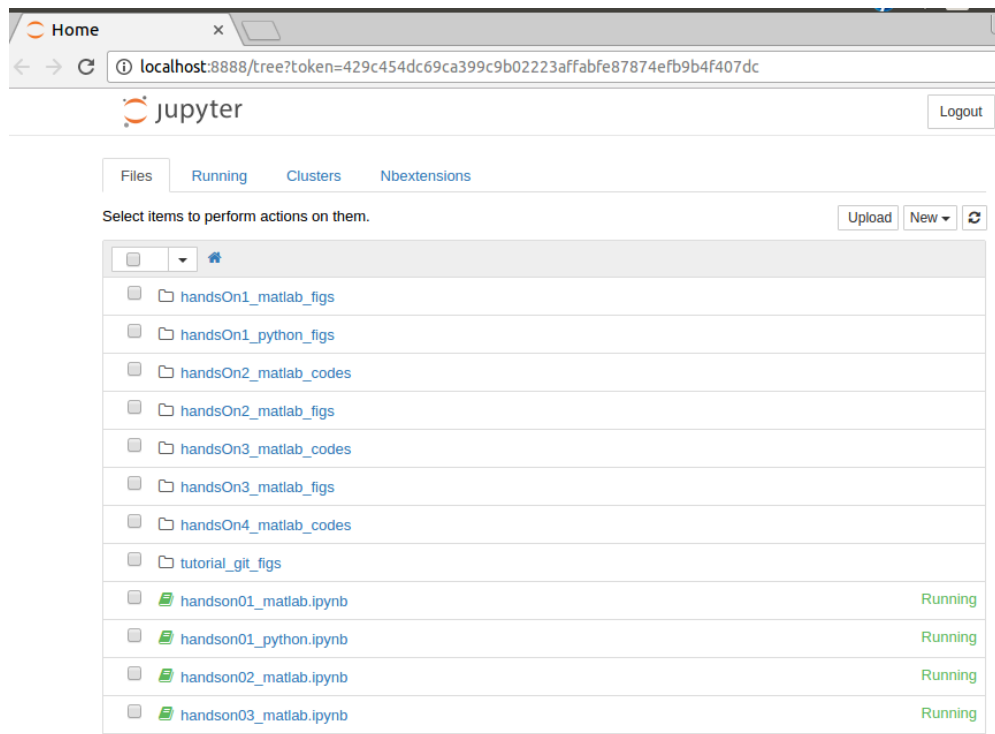 Home
localhost:8888/tree?token=429c454dc69ca399c9b02223affabfe87874efb9b4f407dc
jupyter
Logout
Files Running Clusters Nbextensions
Select items to perform actions on them.
Upload New
handsOn1_matlab_figs
handsOn1_python_figs
handsOn2_matlab_codes
handsOn2_matlab_figs
handsOn3_matlab_codes
handsOn3_matlab_figs
handsOn4_matlab_codes
tutorial_git_figs
handson01_matlab.ipynb Running
handson01_python.ipynb Running
handson02_matlab.ipynb Running
handson03_matlab.ipynb Running